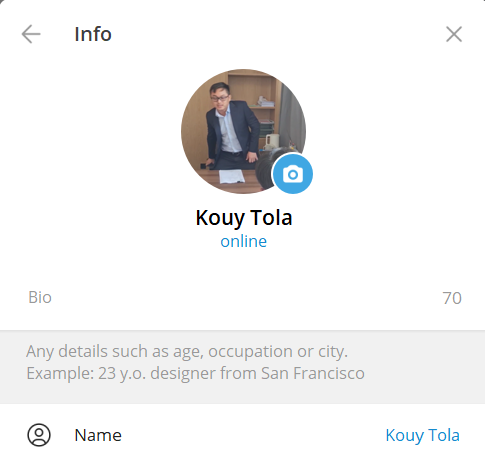 Info
Kouy Tola
online
Bio 70
Any details such as age, occupation or city.
Example: 23 y.o. designer from San Francisco
Name Kouy Tola